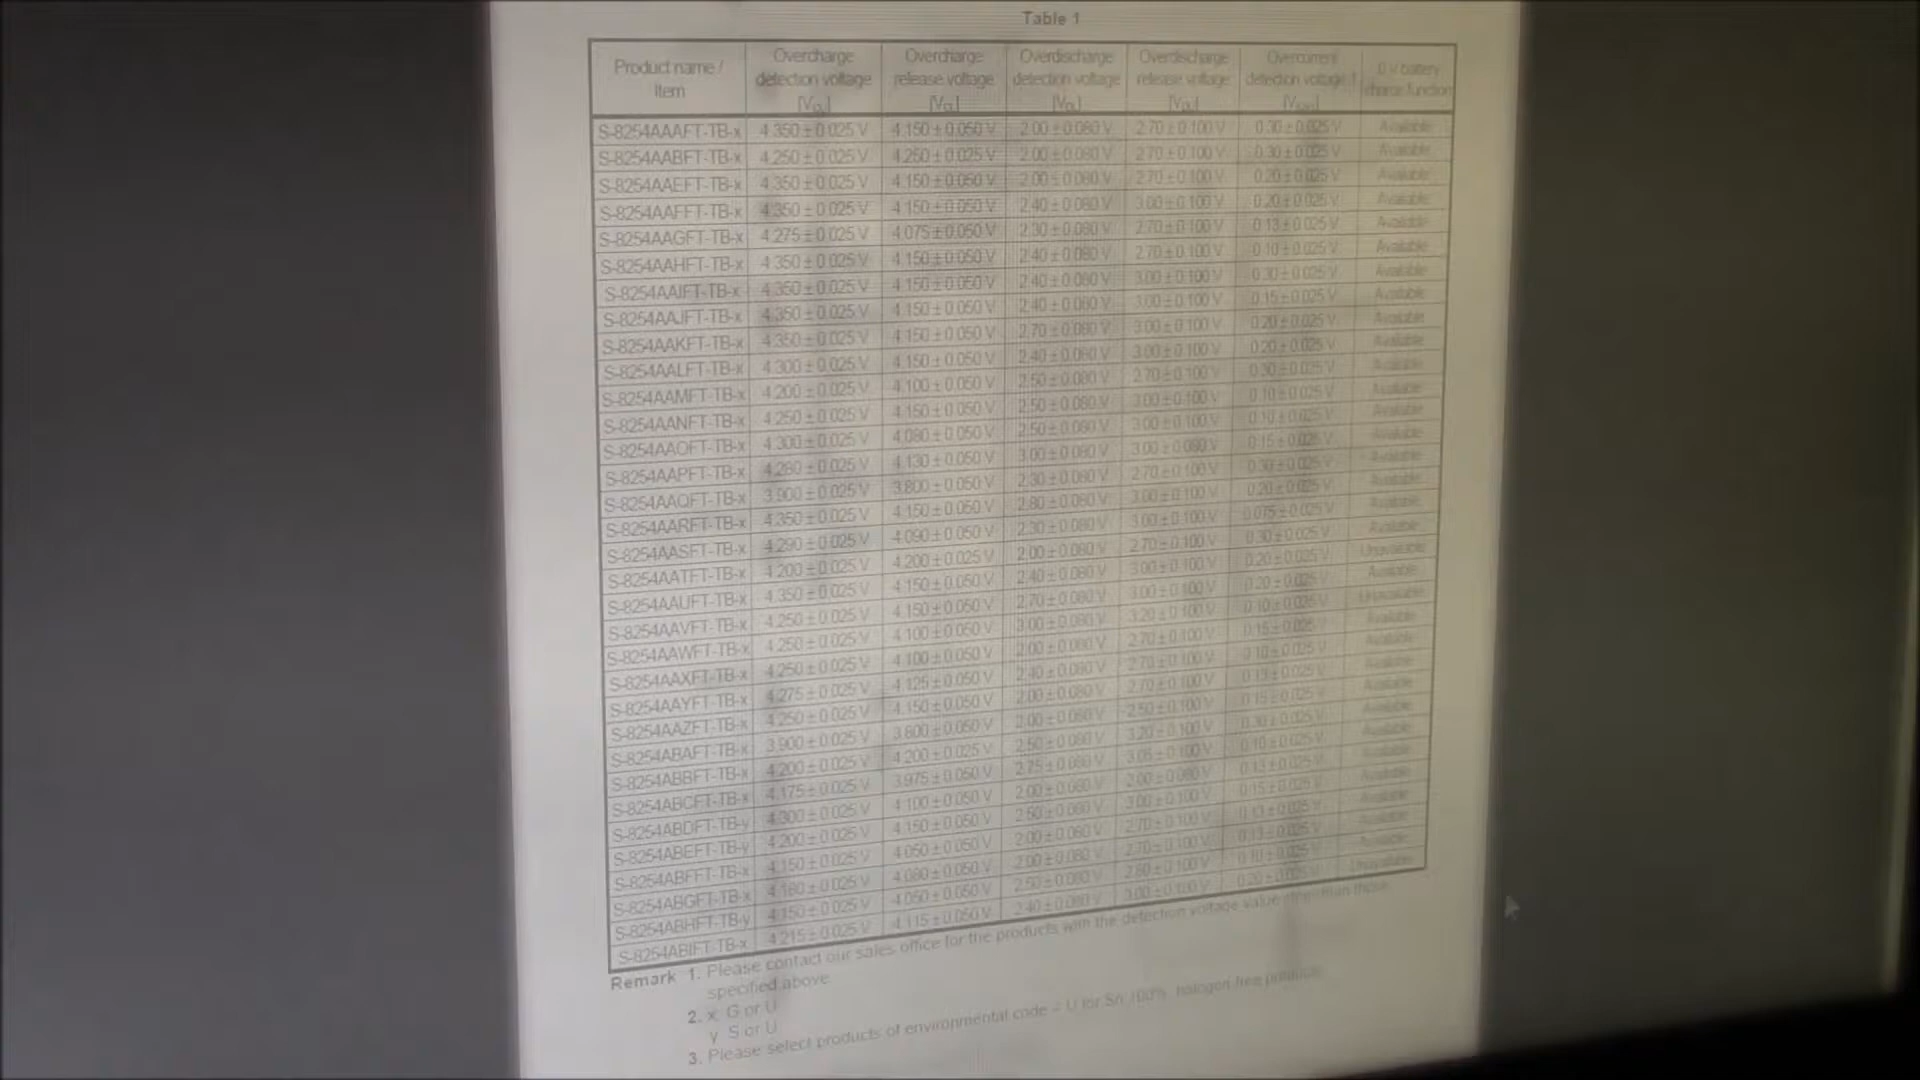 Table 1
Product name / Item Overcharge detection voltage [VCU] Overcharge release voltage [VCL] Overdischarge detection voltage [VDL] Overdischarge release voltage [VDU] Overcurrent detection voltage 1 [VIOV1] 0 V battery charge function
S-8254AAAFT-TB-x 4.350±0.025 V 4.150±0.050 V 2.00±0.080 V 2.70±0.100 V 0.30±0.025 V Available
S-8254AABFT-TB-x 4.250±0.025 V 4.250±0.025 V 2.00±0.080 V 2.70±0.100 V 0.30±0.025 V Available
S-8254AAEFT-TB-x 4.350±0.025 V 4.150±0.050 V 2.00±0.080 V 2.70±0.100 V 0.20±0.025 V Available
S-8254AAFFT-TB-x 4.350±0.025 V 4.150±0.050 V 2.40±0.080 V 3.00±0.100 V 0.20±0.025 V Available
S-8254AAGFT-TB-x 4.275±0.025 V 4.075±0.050 V 2.30±0.080 V 2.70±0.100 V 0.13±0.025 V Available
S-8254AAHFT-TB-x 4.350±0.025 V 4.150±0.050 V 2.40±0.080 V 2.70±0.100 V 0.10±0.025 V Available
S-8254AAIFT-TB-x 4.350±0.025 V 4.150±0.050 V 2.40±0.080 V 3.00±0.100 V 0.30±0.025 V Available
S-8254AAJFT-TB-x 4.350±0.025 V 4.150±0.050 V 2.40±0.080 V 3.00±0.100 V 0.15±0.025 V Available
S-8254AAKFT-TB-x 4.350±0.025 V 4.150±0.050 V 2.70±0.080 V 3.00±0.100 V 0.20±0.025 V Available
S-8254AALFT-TB-x 4.300±0.025 V 4.150±0.050 V 2.40±0.080 V 3.00±0.100 V 0.20±0.025 V Available
S-8254AAMFT-TB-x 4.200±0.025 V 4.100±0.050 V 2.50±0.080 V 2.70±0.100 V 0.30±0.025 V Available
S-8254AANFT-TB-x 4.250±0.025 V 4.150±0.050 V 2.50±0.080 V 3.00±0.100 V 0.10±0.025 V Available
S-8254AAOFT-TB-x 4.300±0.025 V 4.080±0.050 V 2.50±0.080 V 3.00±0.100 V 0.10±0.025 V Available
S-8254AAPFT-TB-x 4.280±0.025 V 4.130±0.050 V 3.00±0.080 V 3.00±0.080 V 0.15±0.025 V Available
S-8254AAQFT-TB-x 3.900±0.025 V 3.800±0.050 V 2.30±0.080 V 2.70±0.100 V 0.30±0.025 V Available
S-8254AARFT-TB-x 4.350±0.025 V 4.150±0.050 V 2.80±0.080 V 3.00±0.100 V 0.20±0.025 V Available
S-8254AASFT-TB-x 4.290±0.025 V 4.090±0.050 V 2.30±0.080 V 3.00±0.100 V 0.075±0.025 V Available
S-8254AATFT-TB-x 4.200±0.025 V 4.200±0.025 V 2.00±0.080 V 2.70±0.100 V 0.30±0.025 V Available
S-8254AAUFT-TB-x 4.350±0.025 V 4.150±0.050 V 2.40±0.080 V 3.00±0.100 V 0.20±0.025 V Unavailable
S-8254AAVFT-TB-x 4.250±0.025 V 4.150±0.050 V 2.70±0.080 V 3.00±0.100 V 0.20±0.025 V Available
S-8254AAWFT-TB-x 4.250±0.025 V 4.100±0.050 V 3.00±0.080 V 3.20±0.100 V 0.10±0.025 V Unavailable
S-8254AAXFT-TB-x 4.250±0.025 V 4.100±0.050 V 2.00±0.080 V 2.70±0.100 V 0.15±0.025 V Available
S-8254AAYFT-TB-x 4.275±0.025 V 4.125±0.050 V 2.40±0.080 V 2.70±0.100 V 0.10±0.025 V Available
S-8254AAZFT-TB-x 4.250±0.025 V 4.150±0.050 V 2.00±0.080 V 2.70±0.100 V 0.13±0.025 V Available
S-8254ABAFT-TB-x 3.900±0.025 V 3.800±0.050 V 2.00±0.080 V 2.50±0.100 V 0.15±0.025 V Available
S-8254ABBFT-TB-x 4.200±0.025 V 4.200±0.025 V 2.50±0.080 V 3.20±0.100 V 0.30±0.025 V Available
S-8254ABCFT-TB-x 4.175±0.025 V 3.975±0.050 V 2.75±0.080 V 3.05±0.100 V 0.10±0.025 V Available
S-8254ABDFT-TB-y 4.300±0.025 V 4.100±0.050 V 2.00±0.080 V 2.00±0.080 V 0.13±0.025 V Available
S-8254ABEFT-TB-y 4.200±0.025 V 4.150±0.050 V 2.50±0.080 V 3.00±0.100 V 0.15±0.025 V Available
S-8254ABFFT-TB-x 4.150±0.025 V 4.050±0.050 V 2.00±0.080 V 2.70±0.100 V 0.13±0.025 V Available
S-8254ABGFT-TB-x 4.180±0.025 V 4.080±0.050 V 2.00±0.080 V 2.70±0.100 V 0.13±0.025 V Available
S-8254ABHFT-TB-y 4.150±0.025 V 4.050±0.050 V 2.50±0.080 V 2.80±0.100 V 0.10±0.025 V Available
S-8254ABIFT-TB-x 4.215±0.025 V 4.115±0.050 V 2.40±0.080 V 3.00±0.100 V 0.20±0.025 V Unavailable
Remark 1. Please contact our sales office for the products with the detection voltage value other than those
specified above.
2. x: G or U
y: S or U
3. Please select products of environmental code = U for Sn 100%, halogen-free products.